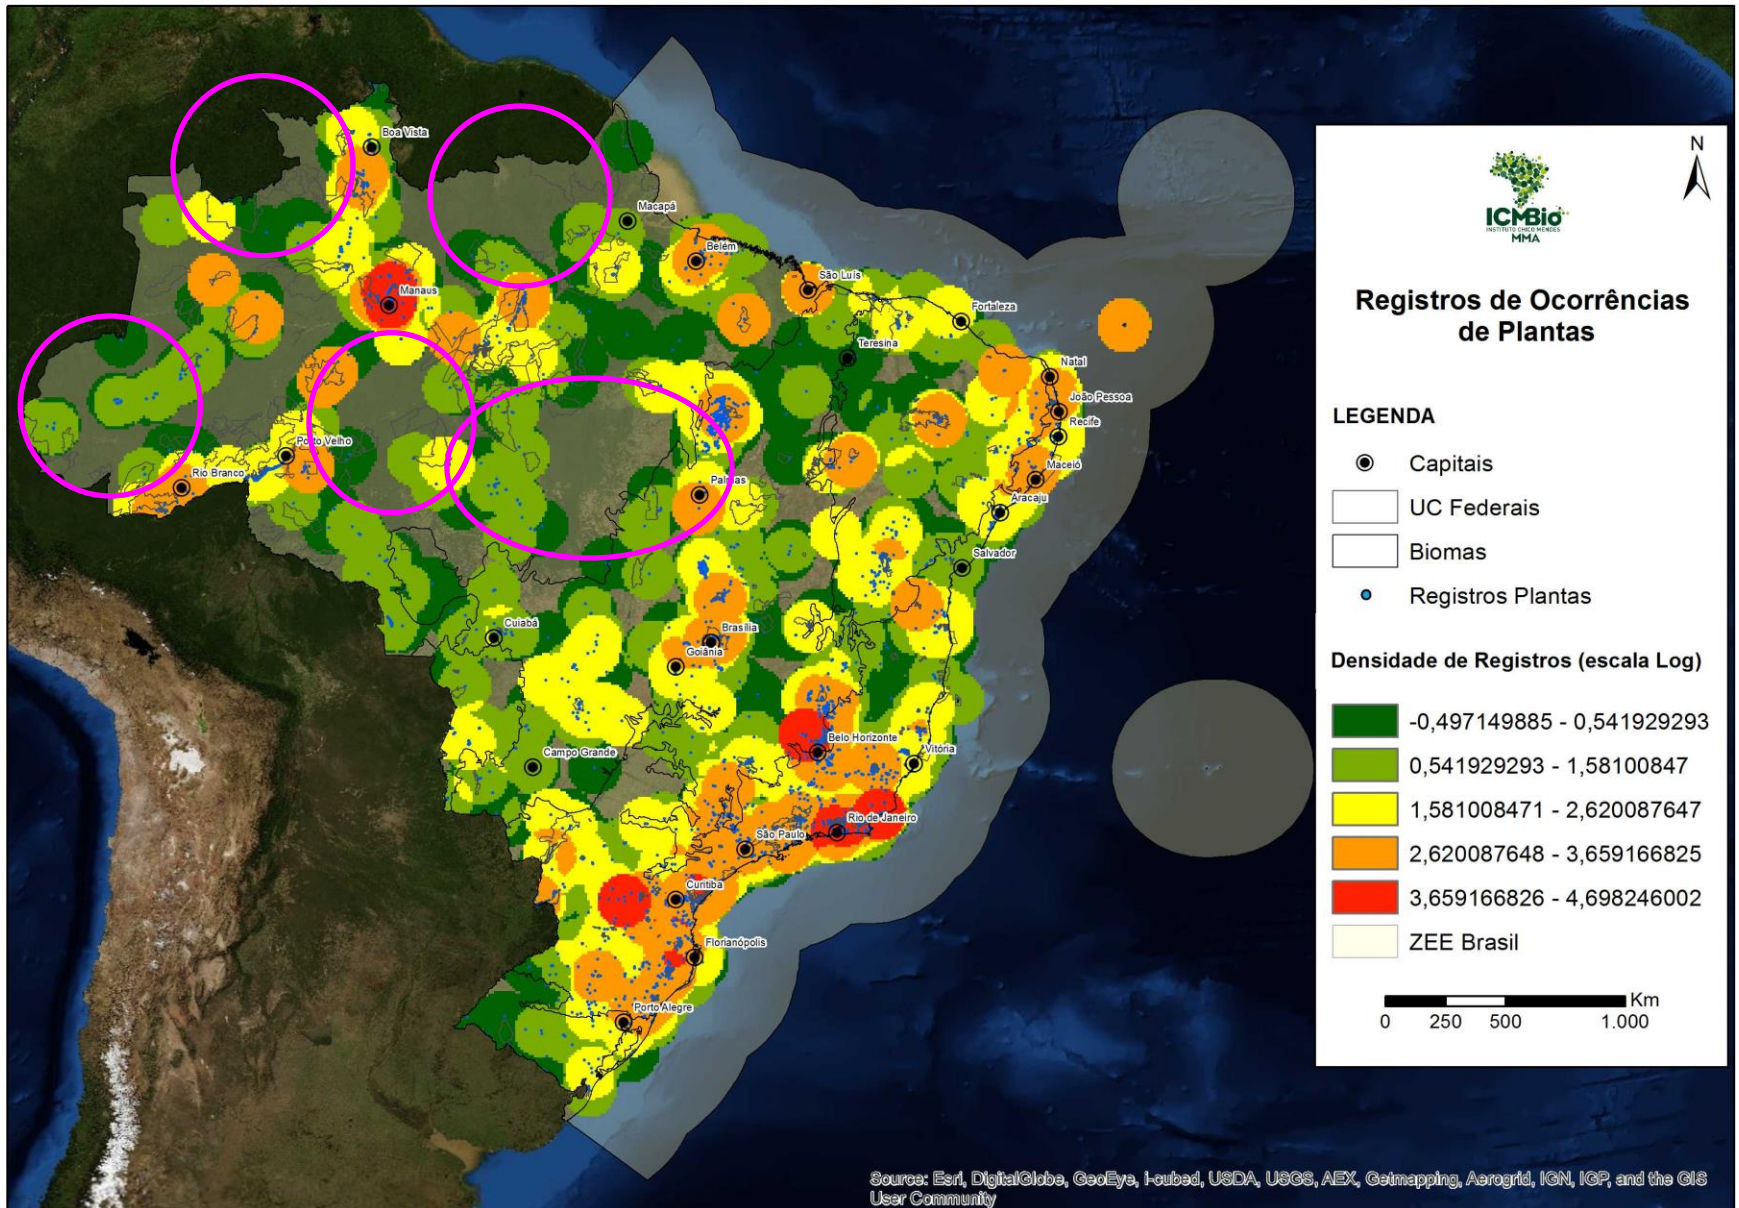 Boa Vista
Macapá
Belém
São Luís
Manaus
Fortaleza
Teresina
Natal
João Pessoa
Recife
Porto Velho
Maceió
Rio Branco
Palmas
Aracaju
Salvador
Cuiabá
Brasília
Goiânia
Belo Horizonte
Campo Grande
Vitória
Rio de Janeiro
São Paulo
Curitiba
Florianópolis
Porto Alegre
N
ICMBio
INSTITUTO CHICO MENDES
MMA
Registros de Ocorrências
de Plantas
LEGENDA
Capitais
UC Federais
Biomas
Registros Plantas
Densidade de Registros (escala Log)
-0,497149885 - 0,541929293
0,541929293 - 1,58100847
1,581008471 - 2,620087647
2,620087648 - 3,659166825
3,659166826 - 4,698246002
ZEE Brasil
Km
0 250 500 1.000
Source: Esri, DigitalGlobe, GeoEye, i-cubed, USDA, USGS, AEX, Getmapping, Aerogrid, IGN, IGP, and the GIS
User Community